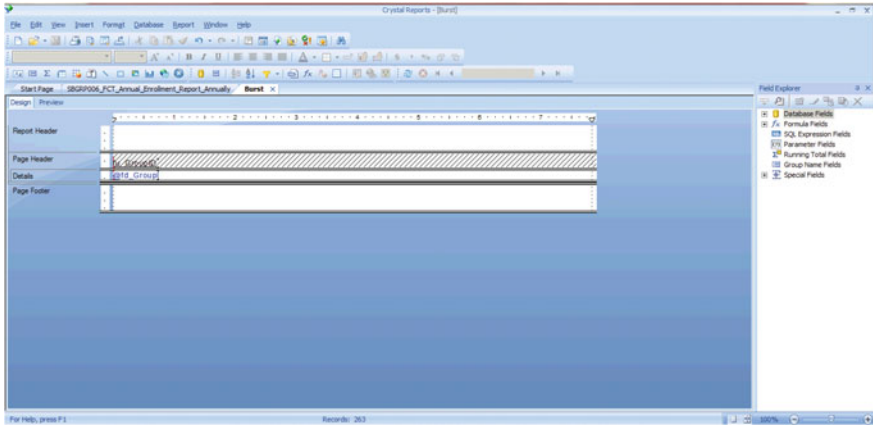 Crystal Reports - [Burst]
File Edit View Insert Format Database Report Window Help
Start Page SBGRP006_FCT_Annual_Enrollment_Report_Annually Burst ×
Design Preview
Report Header
Page Header
Details
@fd_Group
Page Footer
Field Explorer
Database Fields
Formula Fields
SQL Expression Fields
Parameter Fields
Running Total Fields
Group Name Fields
Special Fields
For Help, press F1
Records: 263
100%